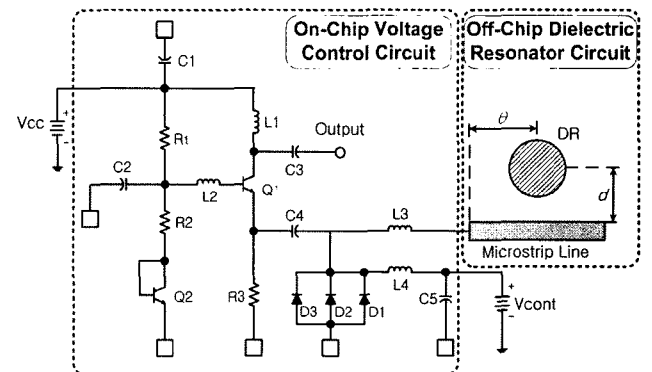 On-Chip Voltage
Control Circuit
Off-Chip Dielectric
Resonator Circuit
C1
Vcc
+
-
R1
L1
Output
C3
C2
L2
Q1
R2
Q2
R3
C4
L3
L4
D3
D2
D1
C5
+
-
Vcont
θ
DR
d
Microstrip Line